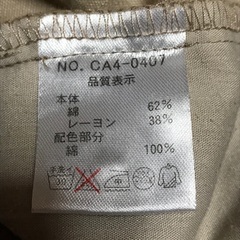 NO. CA4-0407
品質表示
本体
綿 62%
レーヨン 38%
配色部分
綿 100%